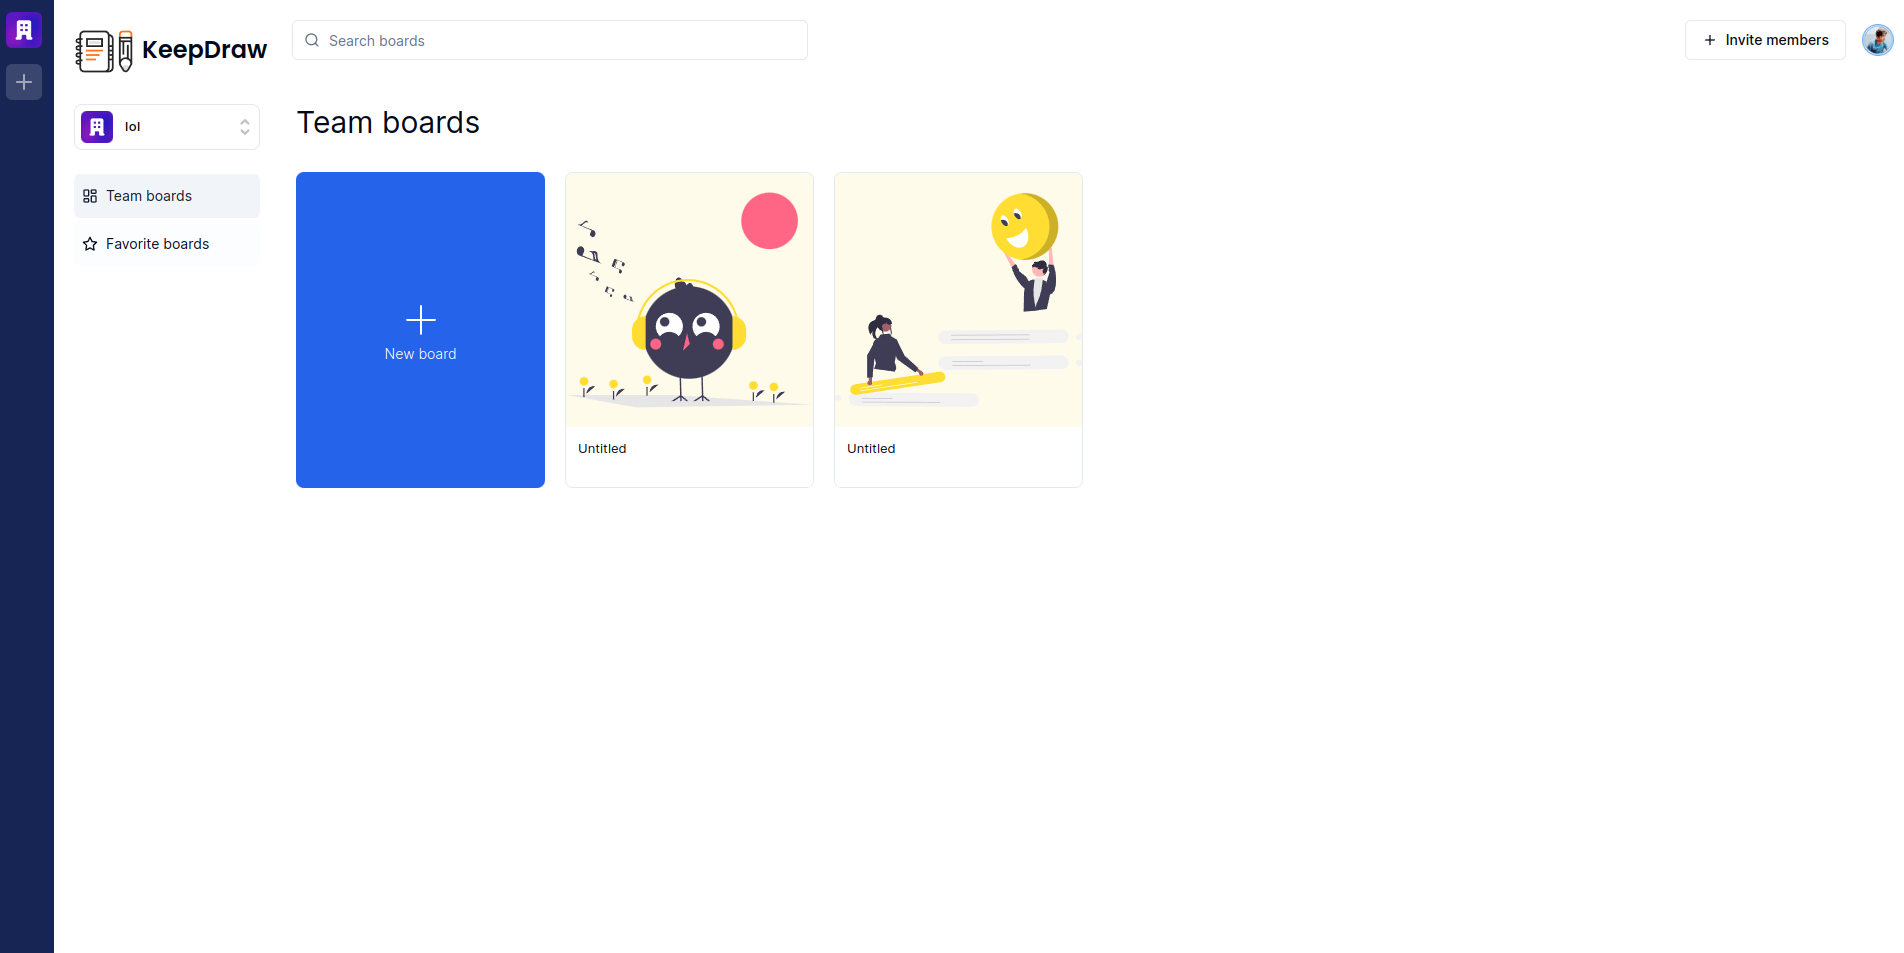 KeepDraw
Search boards
Invite members
lol
Team boards
Favorite boards
Team boards
New board
Untitled
Untitled